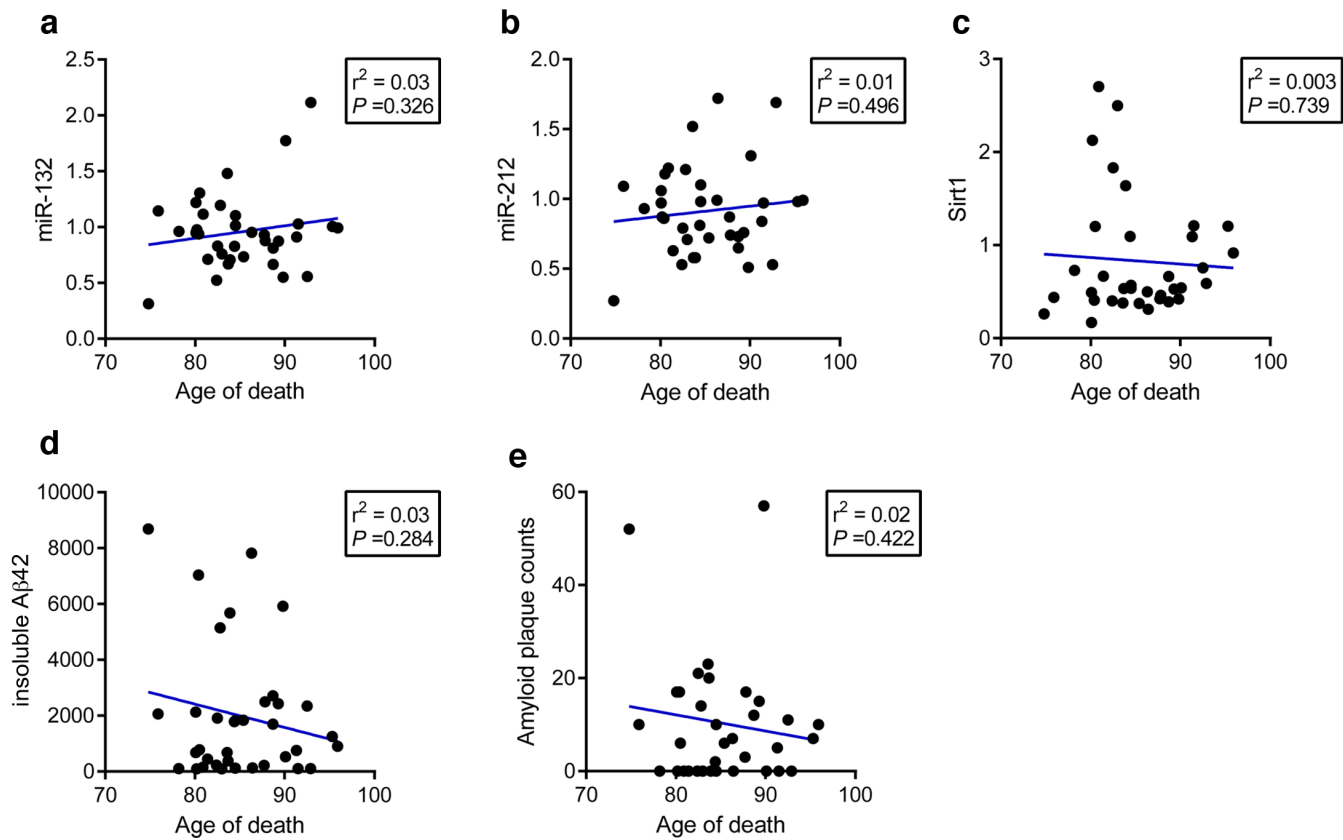 a
miR-132
2.5
2.0
1.5
1.0
0.5
0.0
70 80 90 100
Age of death
r² = 0.03
P =0.326
b
miR-212
2.0
1.5
1.0
0.5
0.0
70 80 90 100
Age of death
r² = 0.01
P =0.496
c
Sirt1
3
2
1
0
70 80 90 100
Age of death
r² = 0.003
P =0.739
d
insoluble Aβ42
10000
8000
6000
4000
2000
0
70 80 90 100
Age of death
r² = 0.03
P =0.284
e
Amyloid plaque counts
60
40
20
0
70 80 90 100
Age of death
r² = 0.02
P =0.422